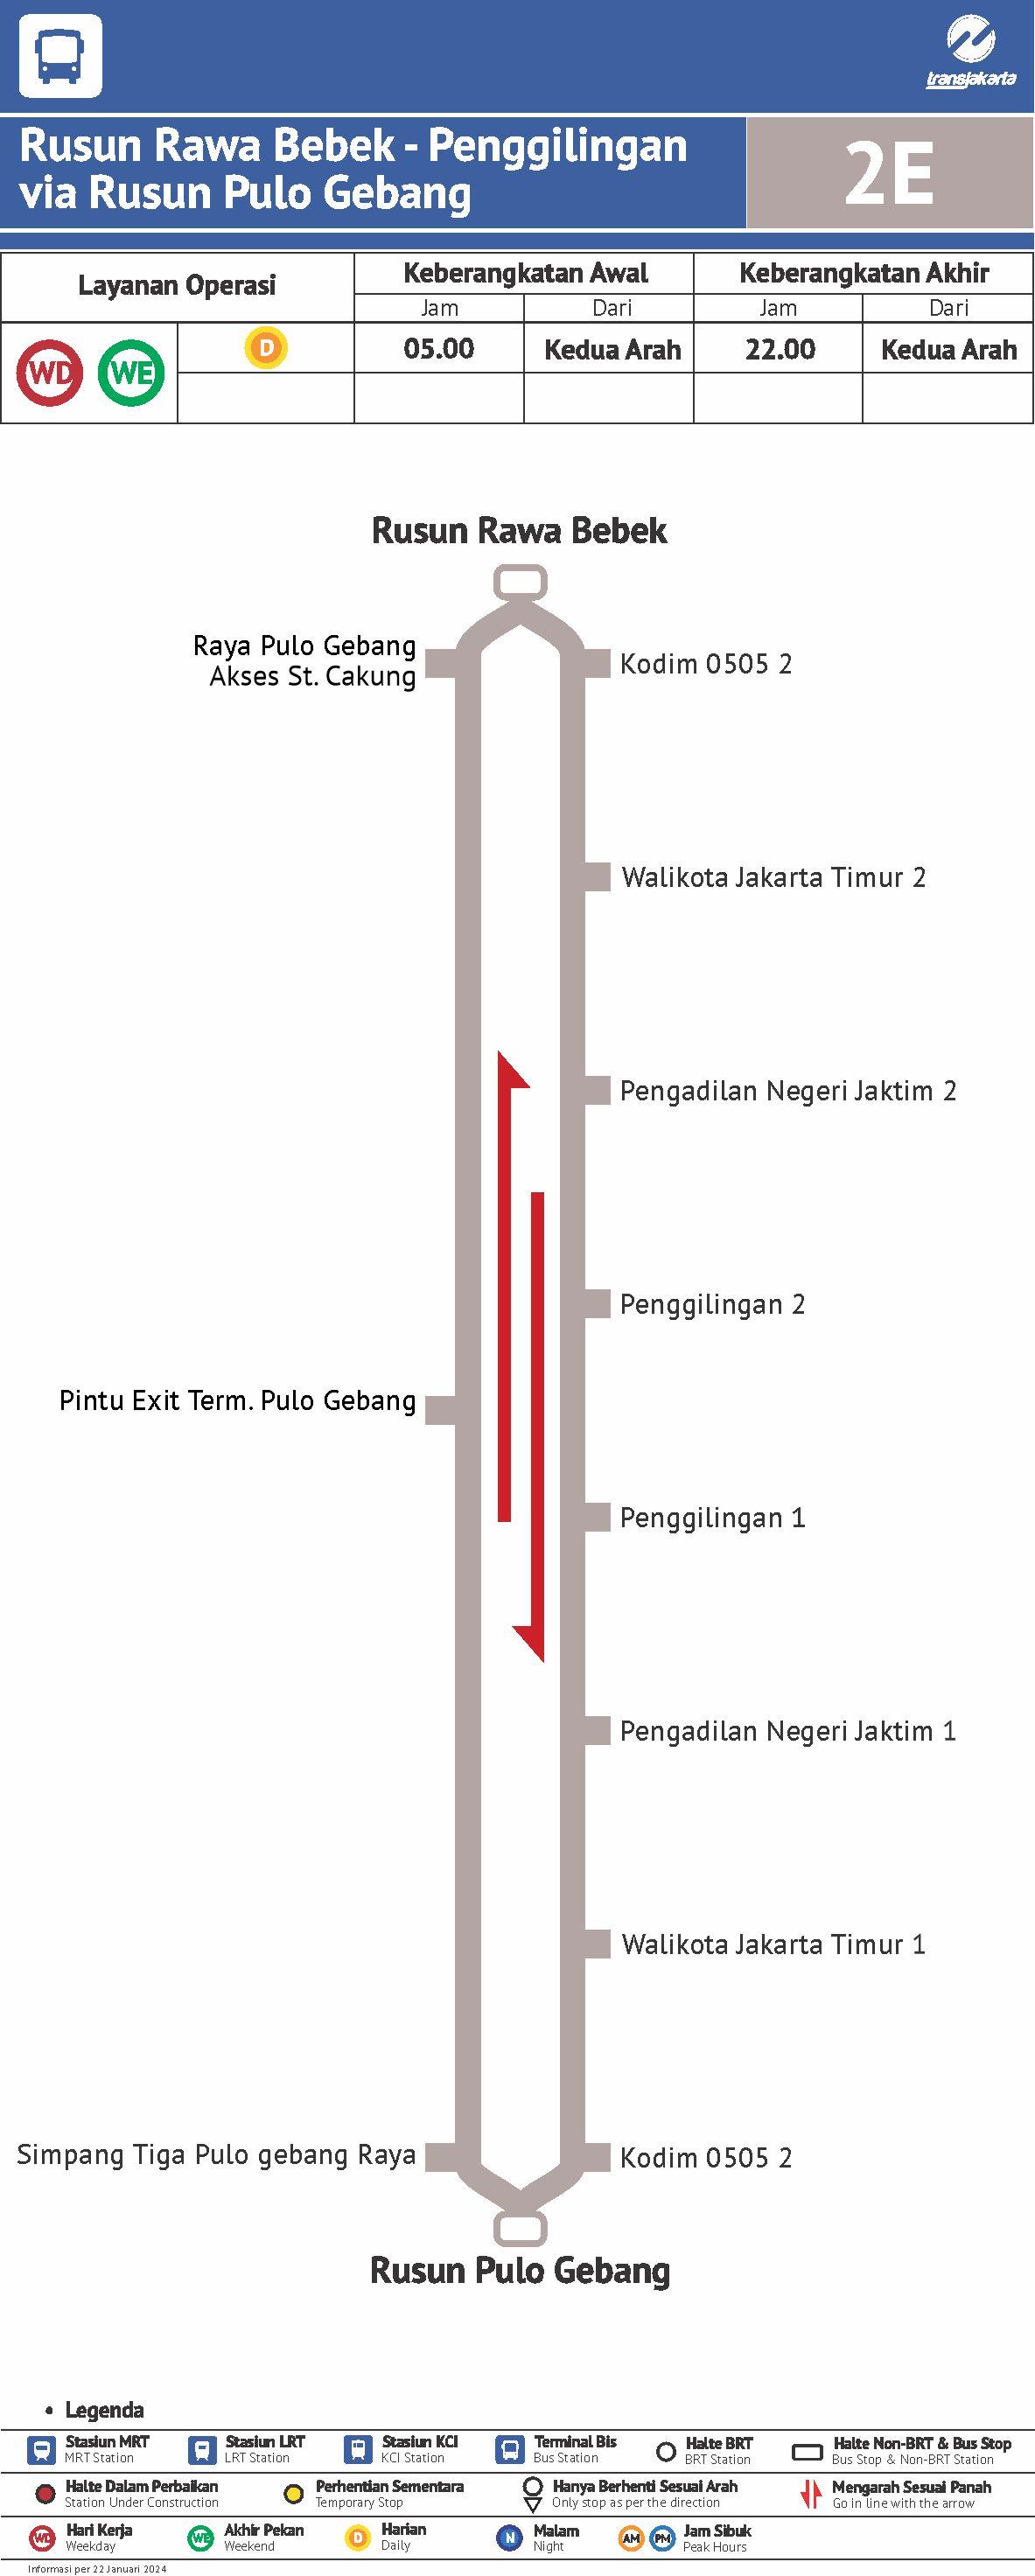 transjakarta
Rusun Rawa Bebek - Penggilingan
via Rusun Pulo Gebang
2E
Layanan Operasi
Keberangkatan Awal
Keberangkatan Akhir
Jam
Dari
Jam
Dari
WD
WE
D
05.00
Kedua Arah
22.00
Kedua Arah
Rusun Rawa Bebek
Raya Pulo Gebang
Akses St. Cakung
Kodim 0505 2
Walikota Jakarta Timur 2
Pengadilan Negeri Jaktim 2
Penggilingan 2
Pintu Exit Term. Pulo Gebang
Penggilingan 1
Pengadilan Negeri Jaktim 1
Walikota Jakarta Timur 1
Simpang Tiga Pulo gebang Raya
Kodim 0505 2
Rusun Pulo Gebang
• Legenda
Stasiun MRT
MRT Station
Stasiun LRT
LRT Station
Stasiun KCI
KCI Station
Terminal Bis
Bus Station
Halte BRT
BRT Station
Halte Non-BRT & Bus Stop
Bus Stop & Non-BRT Station
Halte Dalam Perbaikan
Station Under Construction
Perhentian Sementara
Temporary Stop
Hanya Berhenti Sesuai Arah
Only stop as per the direction
Mengarah Sesuai Panah
Go in line with the arrow
WD
Hari Kerja
Weekday
WE
Akhir Pekan
Weekend
D
Harian
Daily
N
Malam
Night
AM
PM
Jam Sibuk
Peak Hours
Informasi per 22 Januari 2024